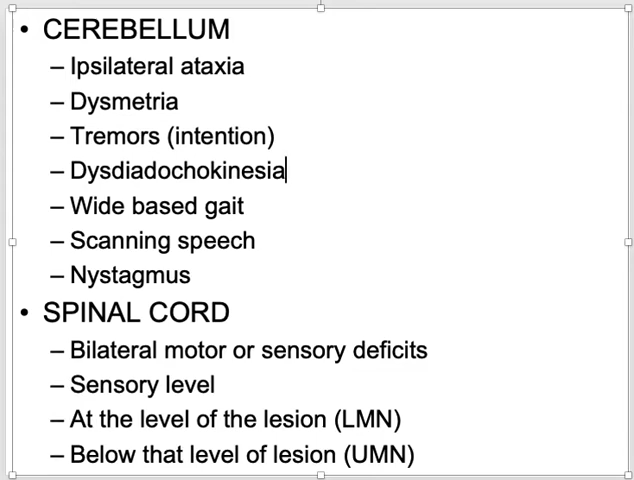 • CEREBELLUM
– Ipsilateral ataxia
– Dysmetria
– Tremors (intention)
– Dysdiadochokinesia
– Wide based gait
– Scanning speech
– Nystagmus
• SPINAL CORD
– Bilateral motor or sensory deficits
– Sensory level
– At the level of the lesion (LMN)
– Below that level of lesion (UMN)